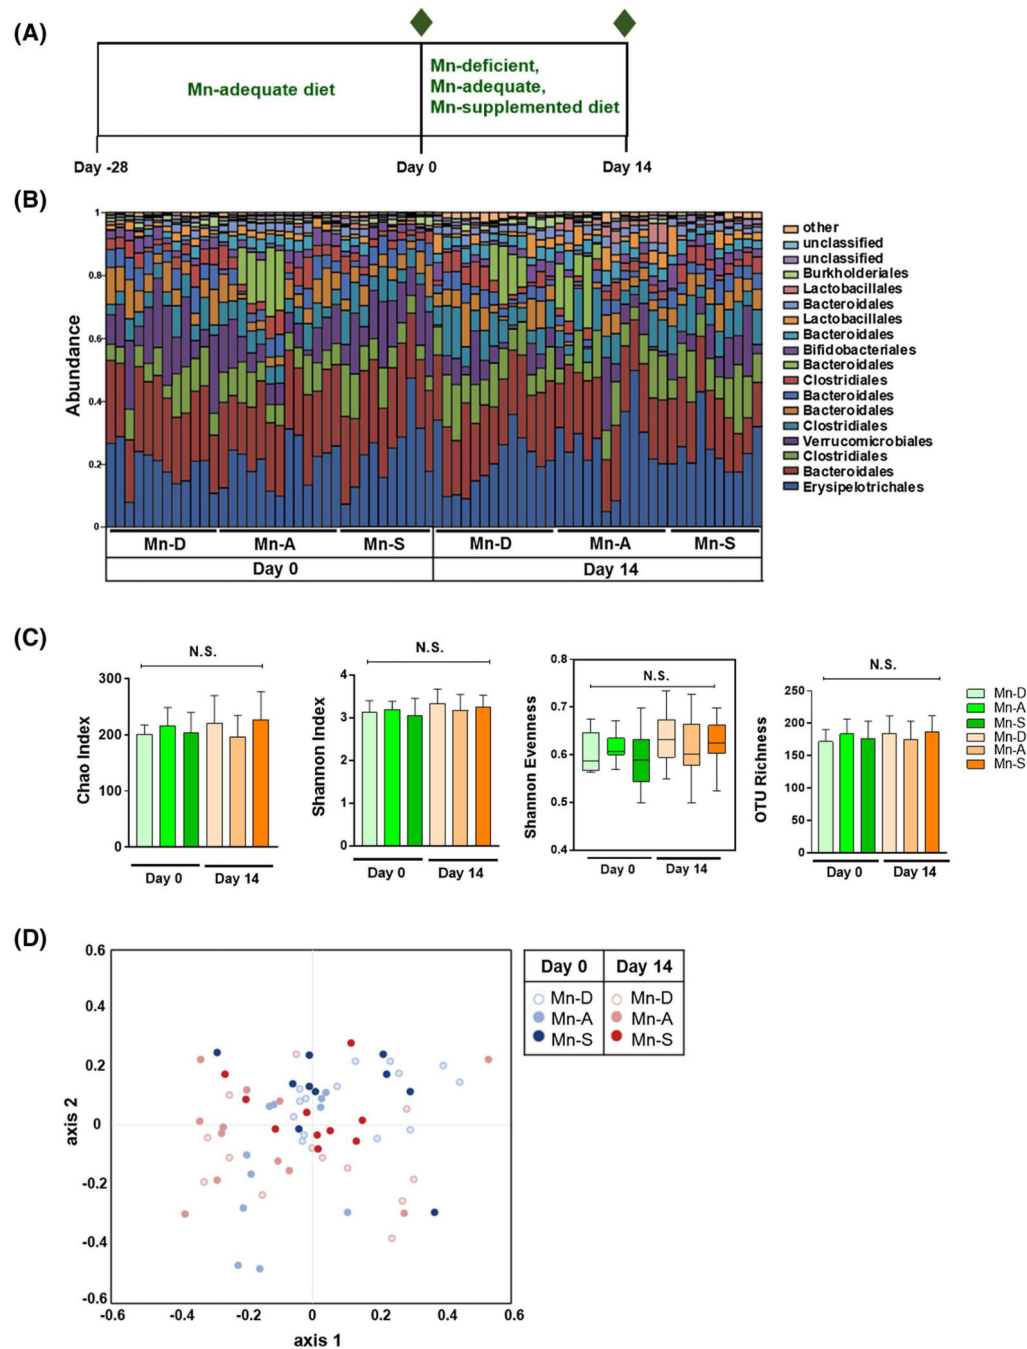 (A)
Mn-adequate diet
Mn-deficient,
Mn-adequate,
Mn-supplemented diet
Day -28
Day 0
Day 14
(B)
Abundance
1
0.8
0.6
0.4
0.2
0
other
unclassified
unclassified
Burkholderiales
Lactobacillales
Bacteroidales
Lactobacillales
Bacteroidales
Bifidobacteriales
Bacteroidales
Clostridiales
Bacteroidales
Bacteroidales
Clostridiales
Verrucomicrobiales
Clostridiales
Bacteroidales
Erysipelotrichales
Mn-D Mn-A Mn-S Mn-D Mn-A Mn-S
Day 0 Day 14
(C)
N.S.
Chao Index
300
200
100
0
Day 0 Day 14
N.S.
Shannon Index
4
3
2
1
0
Day 0 Day 14
N.S.
Shannon Evenness
0.8
0.7
0.6
0.5
0.4
Day 0 Day 14
N.S.
OTU Richness
250
200
150
100
50
0
Day 0 Day 14
Mn-D
Mn-A
Mn-S
Mn-D
Mn-A
Mn-S
(D)
axis 2
0.6
0.4
0.2
0
-0.2
-0.4
-0.6
-0.6 -0.4 -0.2 0 0.2 0.4 0.6
axis 1
Day 0 Day 14
Mn-D Mn-D
Mn-A Mn-A
Mn-S Mn-S